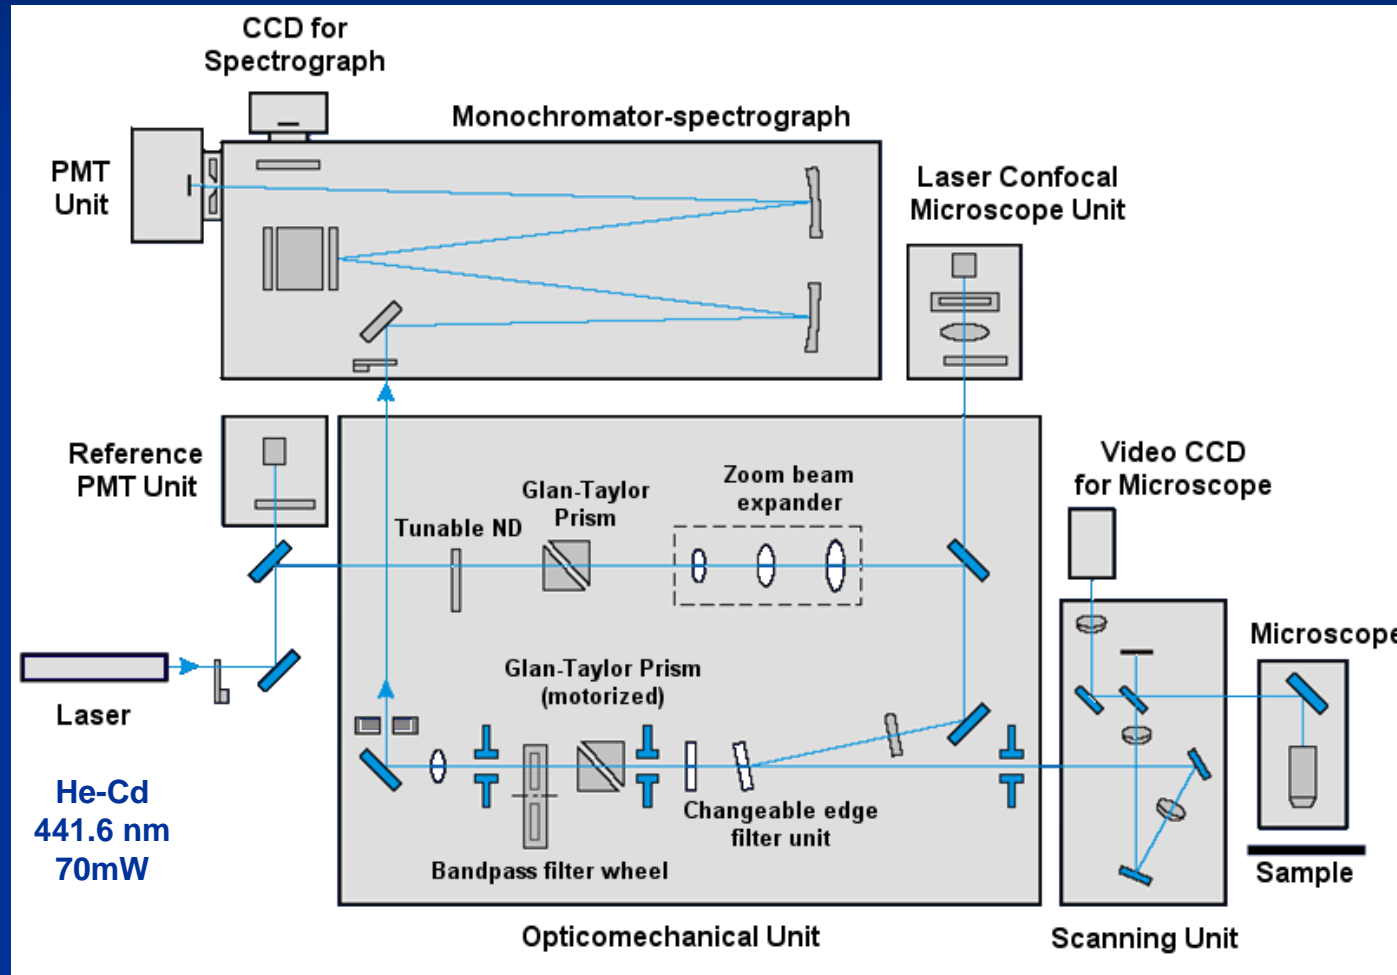 CCD for
Spectrograph
Monochromator-spectrograph
PMT
Unit
Laser Confocal
Microscope Unit
Reference
PMT Unit
Video CCD
for Microscope
Zoom beam
expander
Glan-Taylor
Prism
Tunable ND
Microscope
Glan-Taylor Prism
(motorized)
Laser
He-Cd
441.6 nm
70mW
Changeable edge
filter unit
Bandpass filter wheel
Sample
Opticomechanical Unit
Scanning Unit